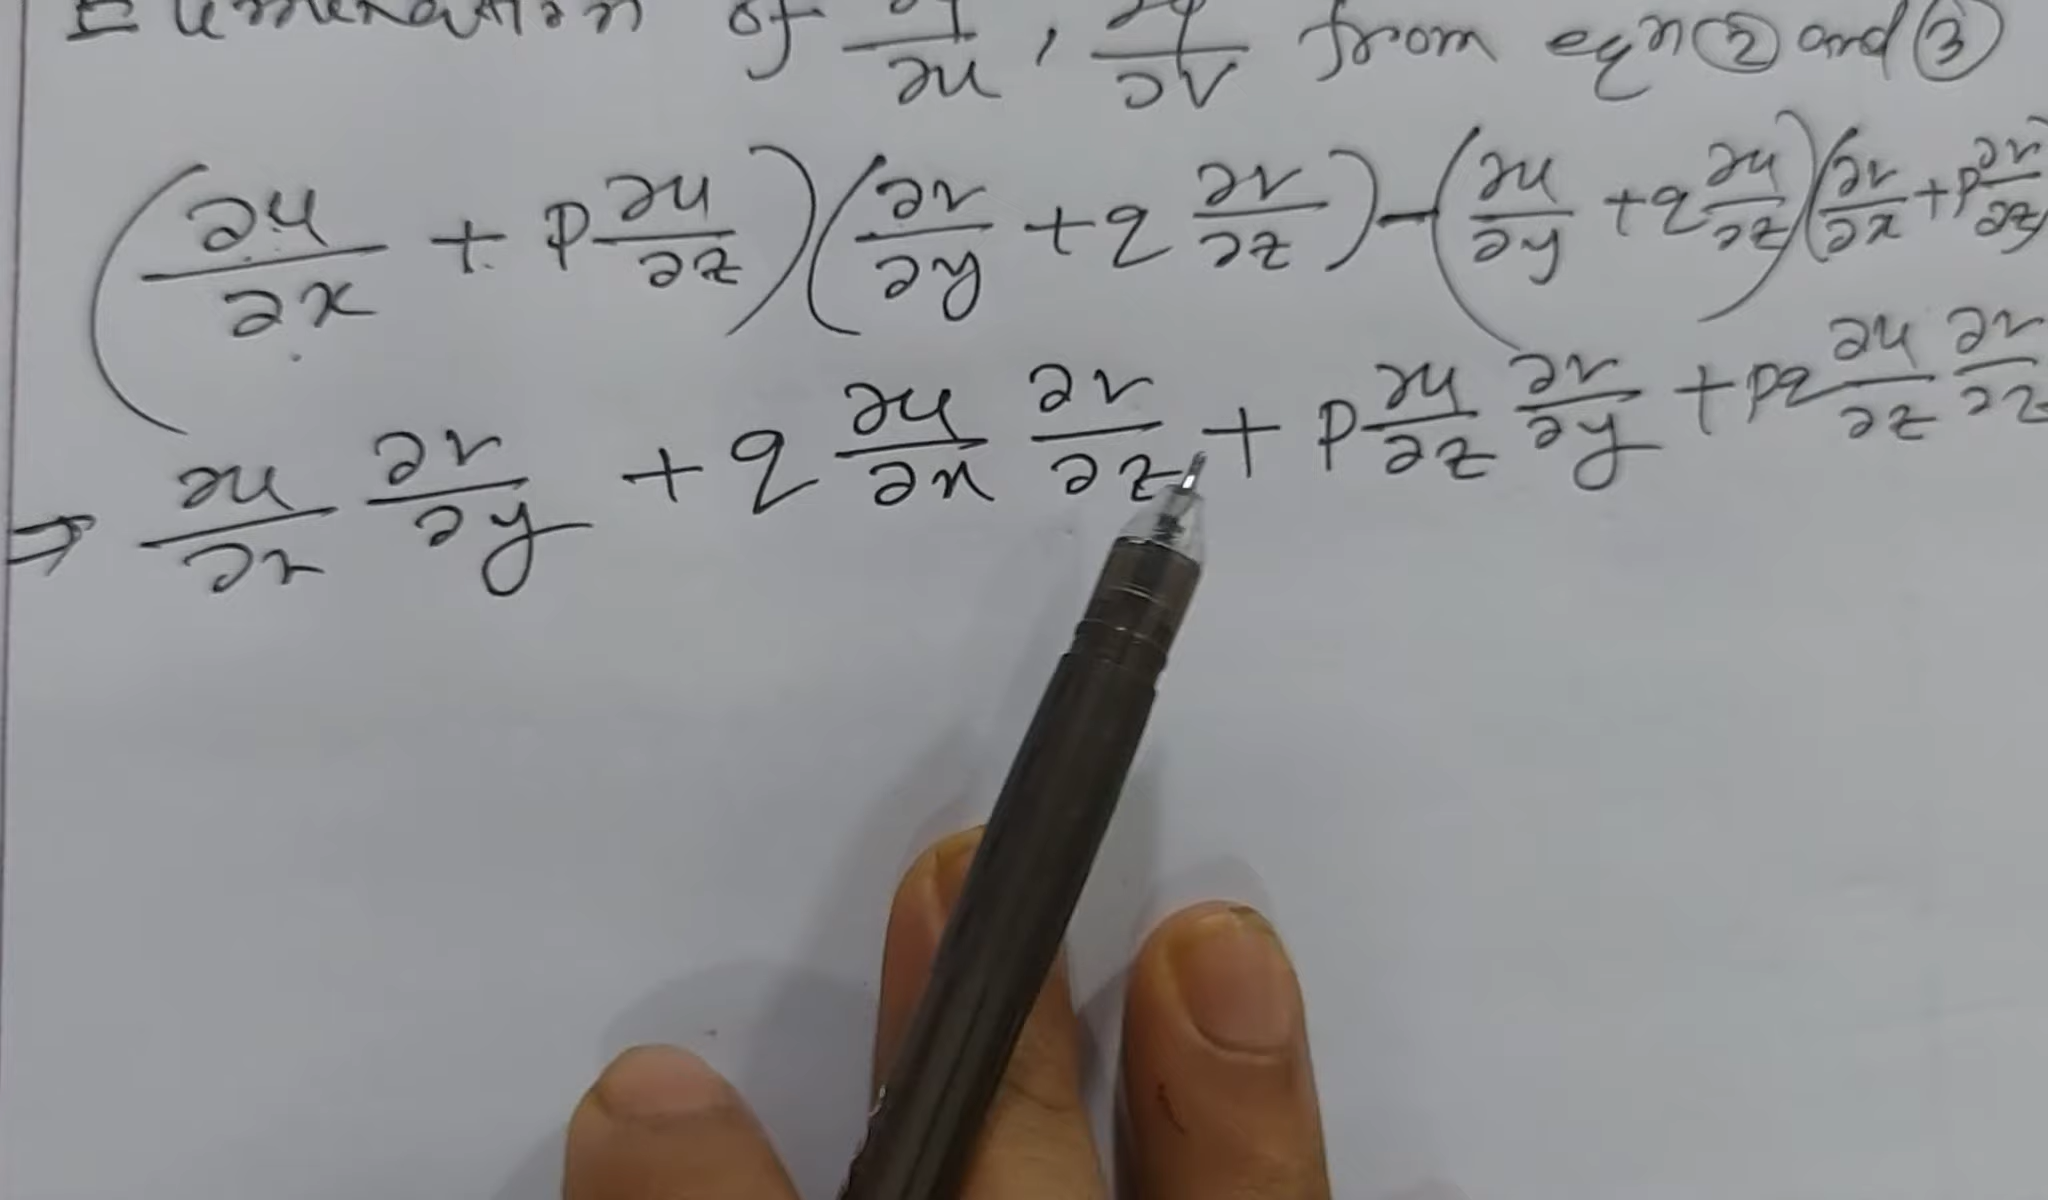 Elimination of ∂φ/∂u, ∂φ/∂v from eqn ② and ③
(∂u/∂x + p ∂u/∂z)(∂v/∂y + q ∂v/∂z) - (∂u/∂y + q ∂u/∂z)(∂v/∂x + p ∂v/∂z
⇒ ∂u/∂x ∂v/∂y + q ∂u/∂x ∂v/∂z + p ∂u/∂z ∂v/∂y + pq ∂u/∂z ∂v/∂z